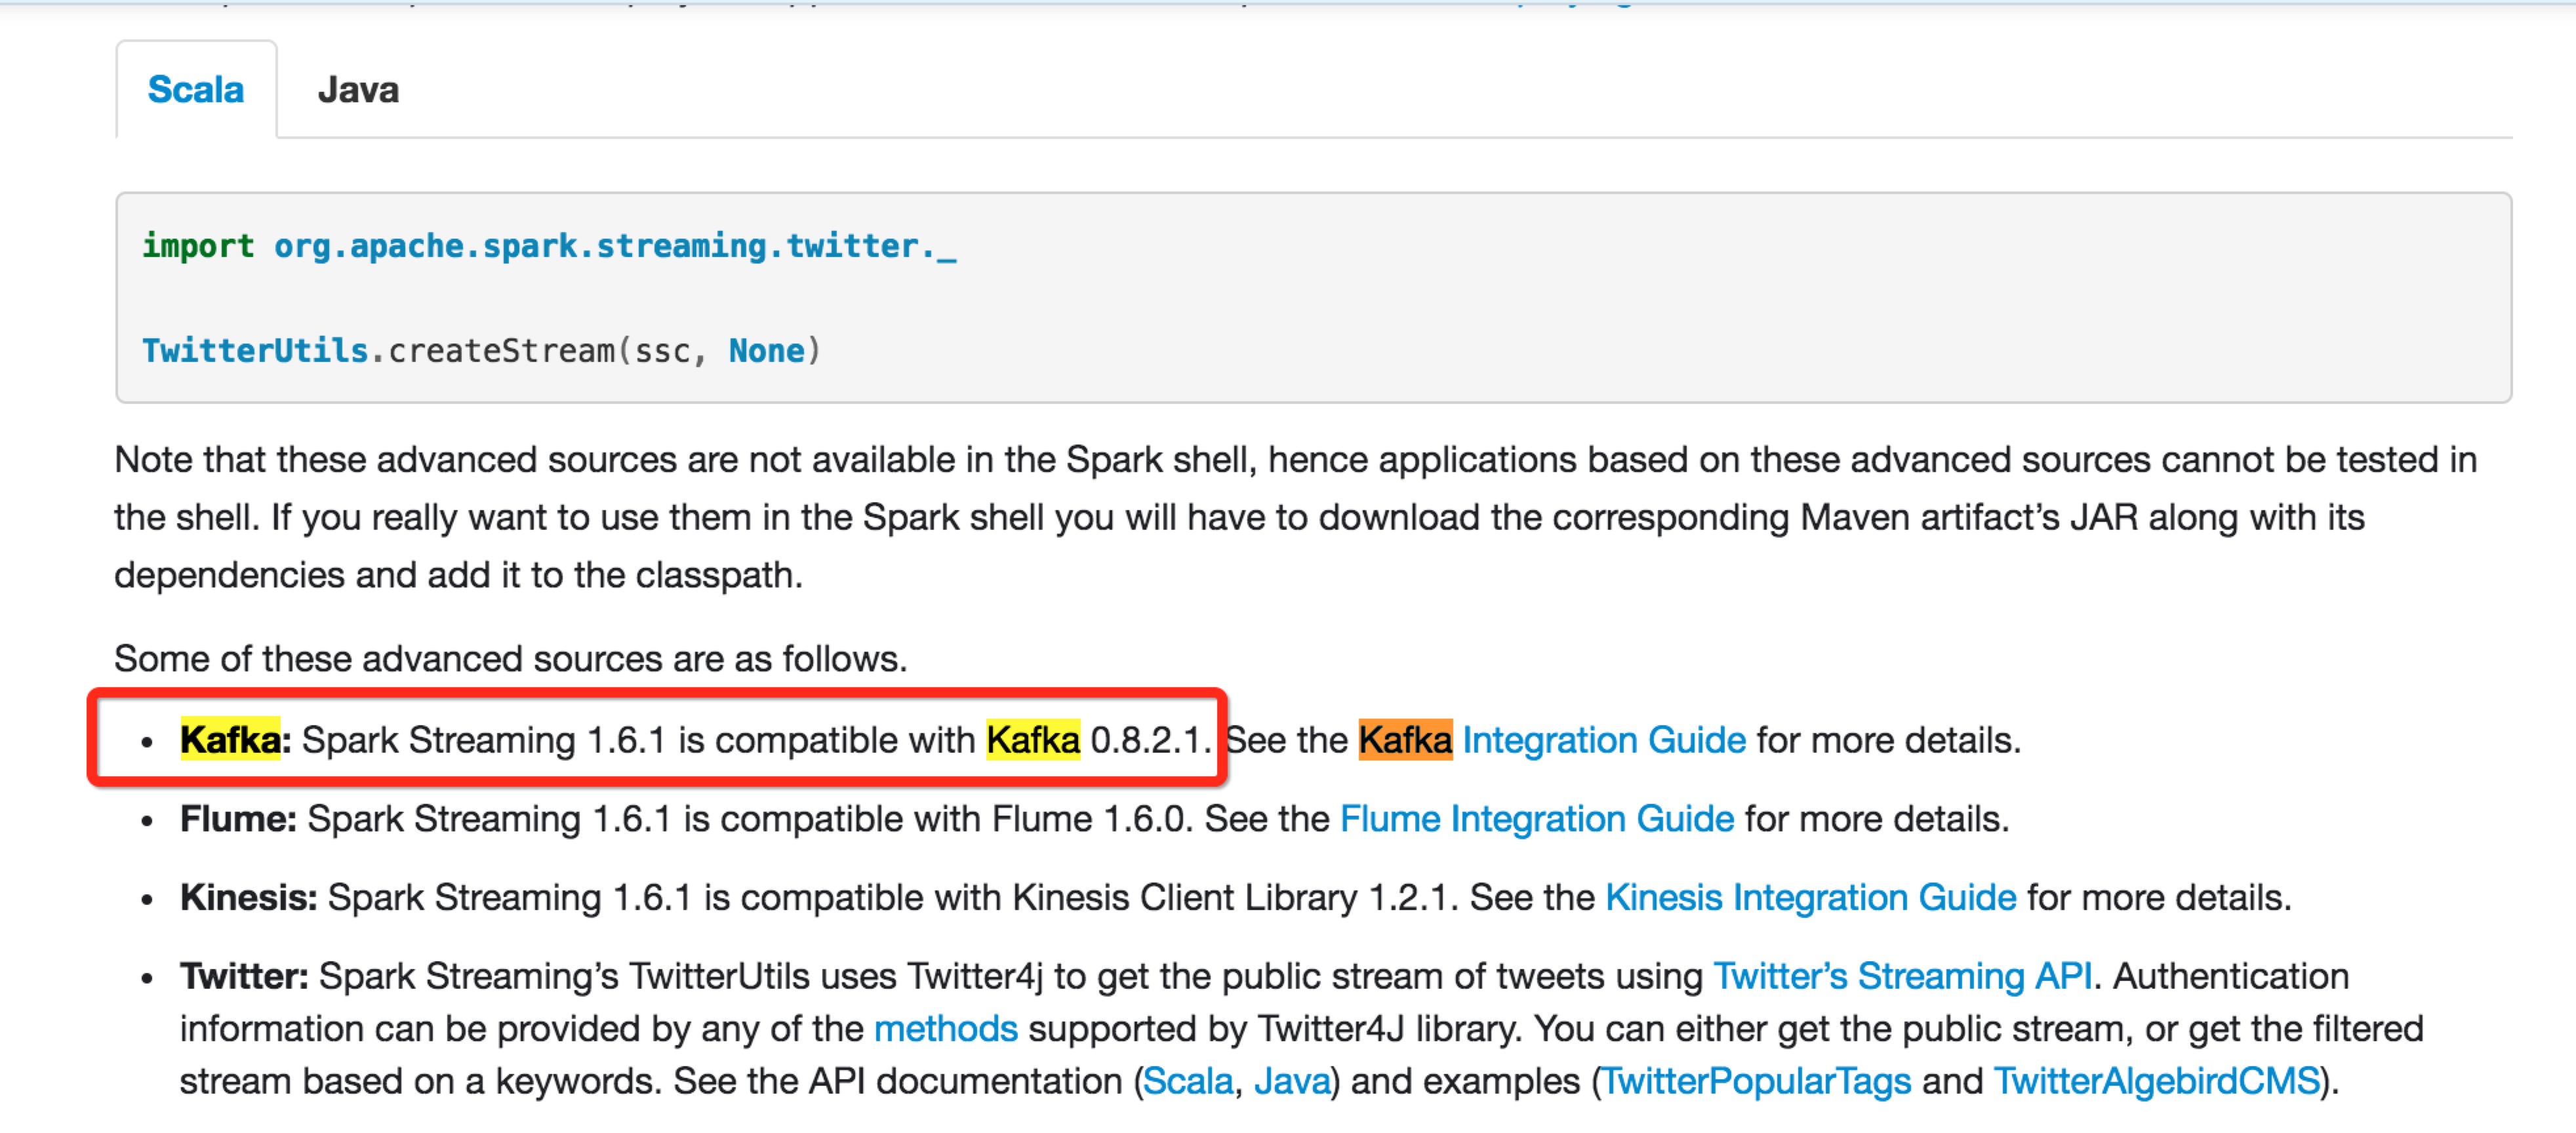 Scala Java
import org.apache.spark.streaming.twitter._
TwitterUtils.createStream(ssc, None)
Note that these advanced sources are not available in the Spark shell, hence applications based on these advanced sources cannot be tested in
the shell. If you really want to use them in the Spark shell you will have to download the corresponding Maven artifact’s JAR along with its
dependencies and add it to the classpath.
Some of these advanced sources are as follows.
• Kafka: Spark Streaming 1.6.1 is compatible with Kafka 0.8.2.1. See the Kafka Integration Guide for more details.
• Flume: Spark Streaming 1.6.1 is compatible with Flume 1.6.0. See the Flume Integration Guide for more details.
• Kinesis: Spark Streaming 1.6.1 is compatible with Kinesis Client Library 1.2.1. See the Kinesis Integration Guide for more details.
• Twitter: Spark Streaming’s TwitterUtils uses Twitter4j to get the public stream of tweets using Twitter’s Streaming API. Authentication
information can be provided by any of the methods supported by Twitter4J library. You can either get the public stream, or get the filtered
stream based on a keywords. See the API documentation (Scala, Java) and examples (TwitterPopularTags and TwitterAlgebirdCMS).